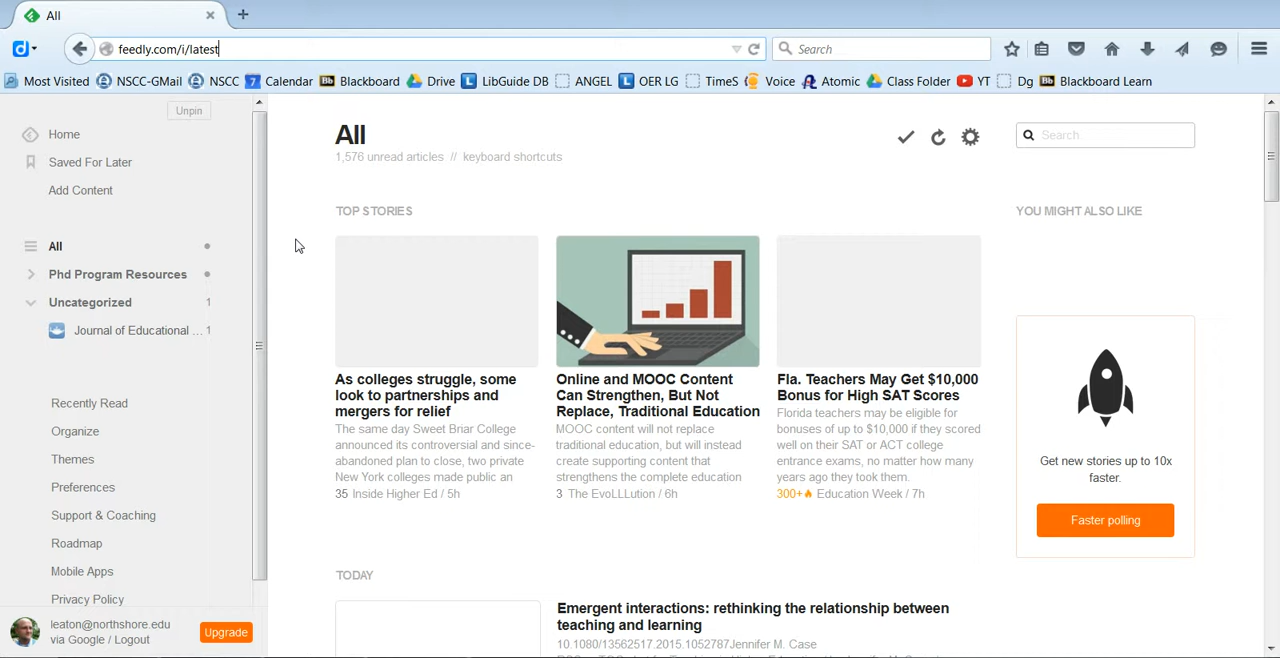 All
feedly.com/i/latest
Search
Most Visited NSCC-GMail NSCC Calendar Blackboard Drive LibGuide DB ANGEL OER LG TimeS Voice Atomic Class Folder YT Dg Blackboard Learn
Unpin
Home
Saved For Later
Add Content
All
Phd Program Resources
Uncategorized 1
Journal of Educational ... 1
Recently Read
Organize
Themes
Preferences
Support & Coaching
Roadmap
Mobile Apps
Privacy Policy
leaton@northshore.edu
via Google / Logout
Upgrade
All
1,576 unread articles // keyboard shortcuts
Search...
TOP STORIES
As colleges struggle, some
look to partnerships and
mergers for relief
The same day Sweet Briar College
announced its controversial and since-
abandoned plan to close, two private
New York colleges made public an
35 Inside Higher Ed / 5h
Online and MOOC Content
Can Strengthen, But Not
Replace, Traditional Education
MOOC content will not replace
traditional education, but will instead
create supporting content that
strengthens the complete education
3 The EvoLLLution / 6h
Fla. Teachers May Get $10,000
Bonus for High SAT Scores
Florida teachers may be eligible for
bonuses of up to $10,000 if they scored
well on their SAT or ACT college
entrance exams, no matter how many
years ago they took them.
300+ Education Week / 7h
YOU MIGHT ALSO LIKE
Get new stories up to 10x
faster.
Faster polling
TODAY
Emergent interactions: rethinking the relationship between
teaching and learning
10.1080/13562517.2015.1052787Jennifer M. Case